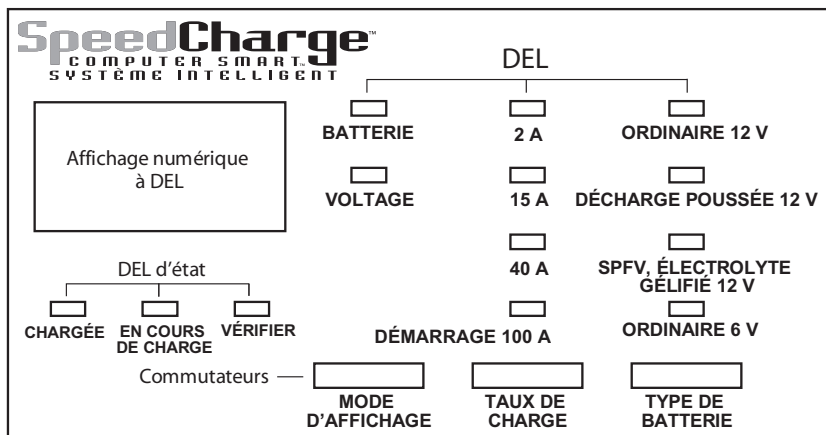 SpeedCharge™
COMPUTER SMART™
SYSTÈME INTELLIGENT
Affichage numérique
à DEL
DEL d’état
CHARGÉE
EN COURS
DE CHARGE
VÉRIFIER
DEL
BATTERIE
2 A
ORDINAIRE 12 V
VOLTAGE
15 A
DÉCHARGE POUSSÉE 12 V
40 A
SPFV, ÉLECTROLYTE
GÉLIFIÉ 12 V
DÉMARRAGE 100 A
ORDINAIRE 6 V
Commutateurs
MODE
D’AFFICHAGE
TAUX DE
CHARGE
TYPE DE
BATTERIE